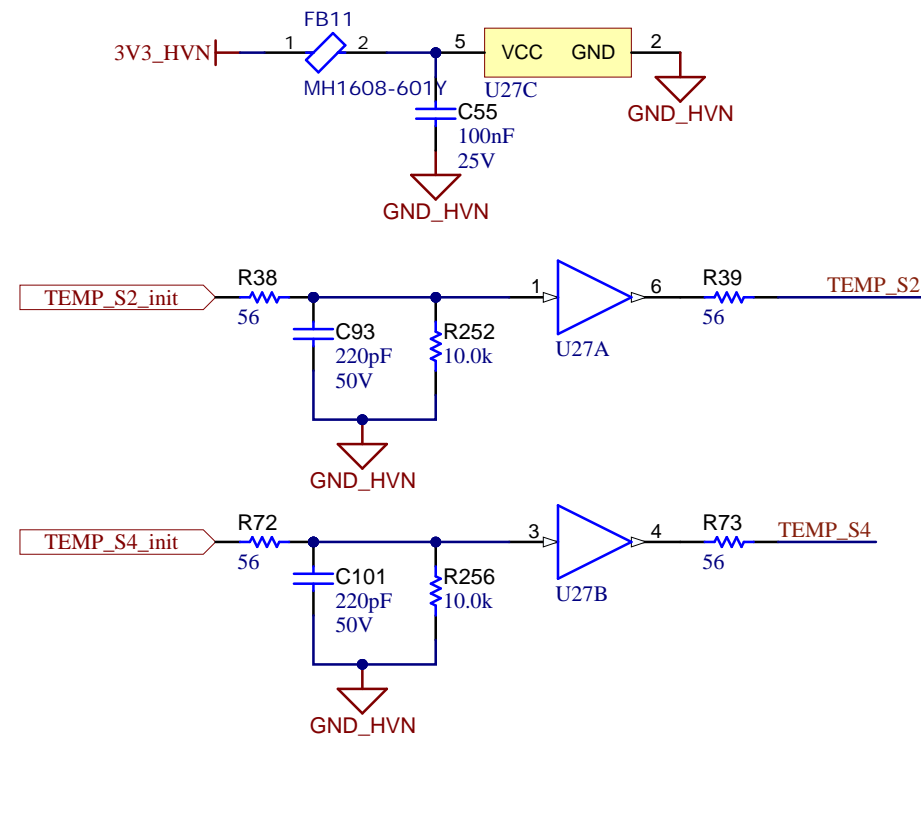 FB11
3V3_HVN
1
2
5
VCC
GND
2
MH1608-601Y
U27C
C55
100nF
25V
GND_HVN
GND_HVN
TEMP_S2_init
R38
56
C93
220pF
50V
R252
10.0k
1
6
U27A
R39
56
TEMP_S2
GND_HVN
TEMP_S4_init
R72
56
C101
220pF
50V
R256
10.0k
3
4
U27B
R73
56
TEMP_S4
GND_HVN